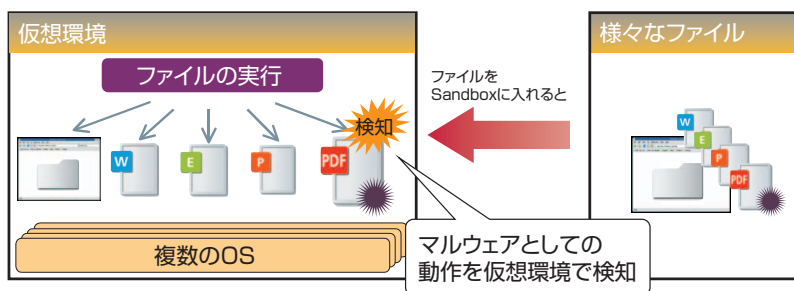 仮想環境
様々なファイル
ファイルの実行
ファイルを
Sandboxに入れると
検知
W
E
P
PDF
W
E
P
PDF
複数のOS
マルウェアとしての
動作を仮想環境で検知